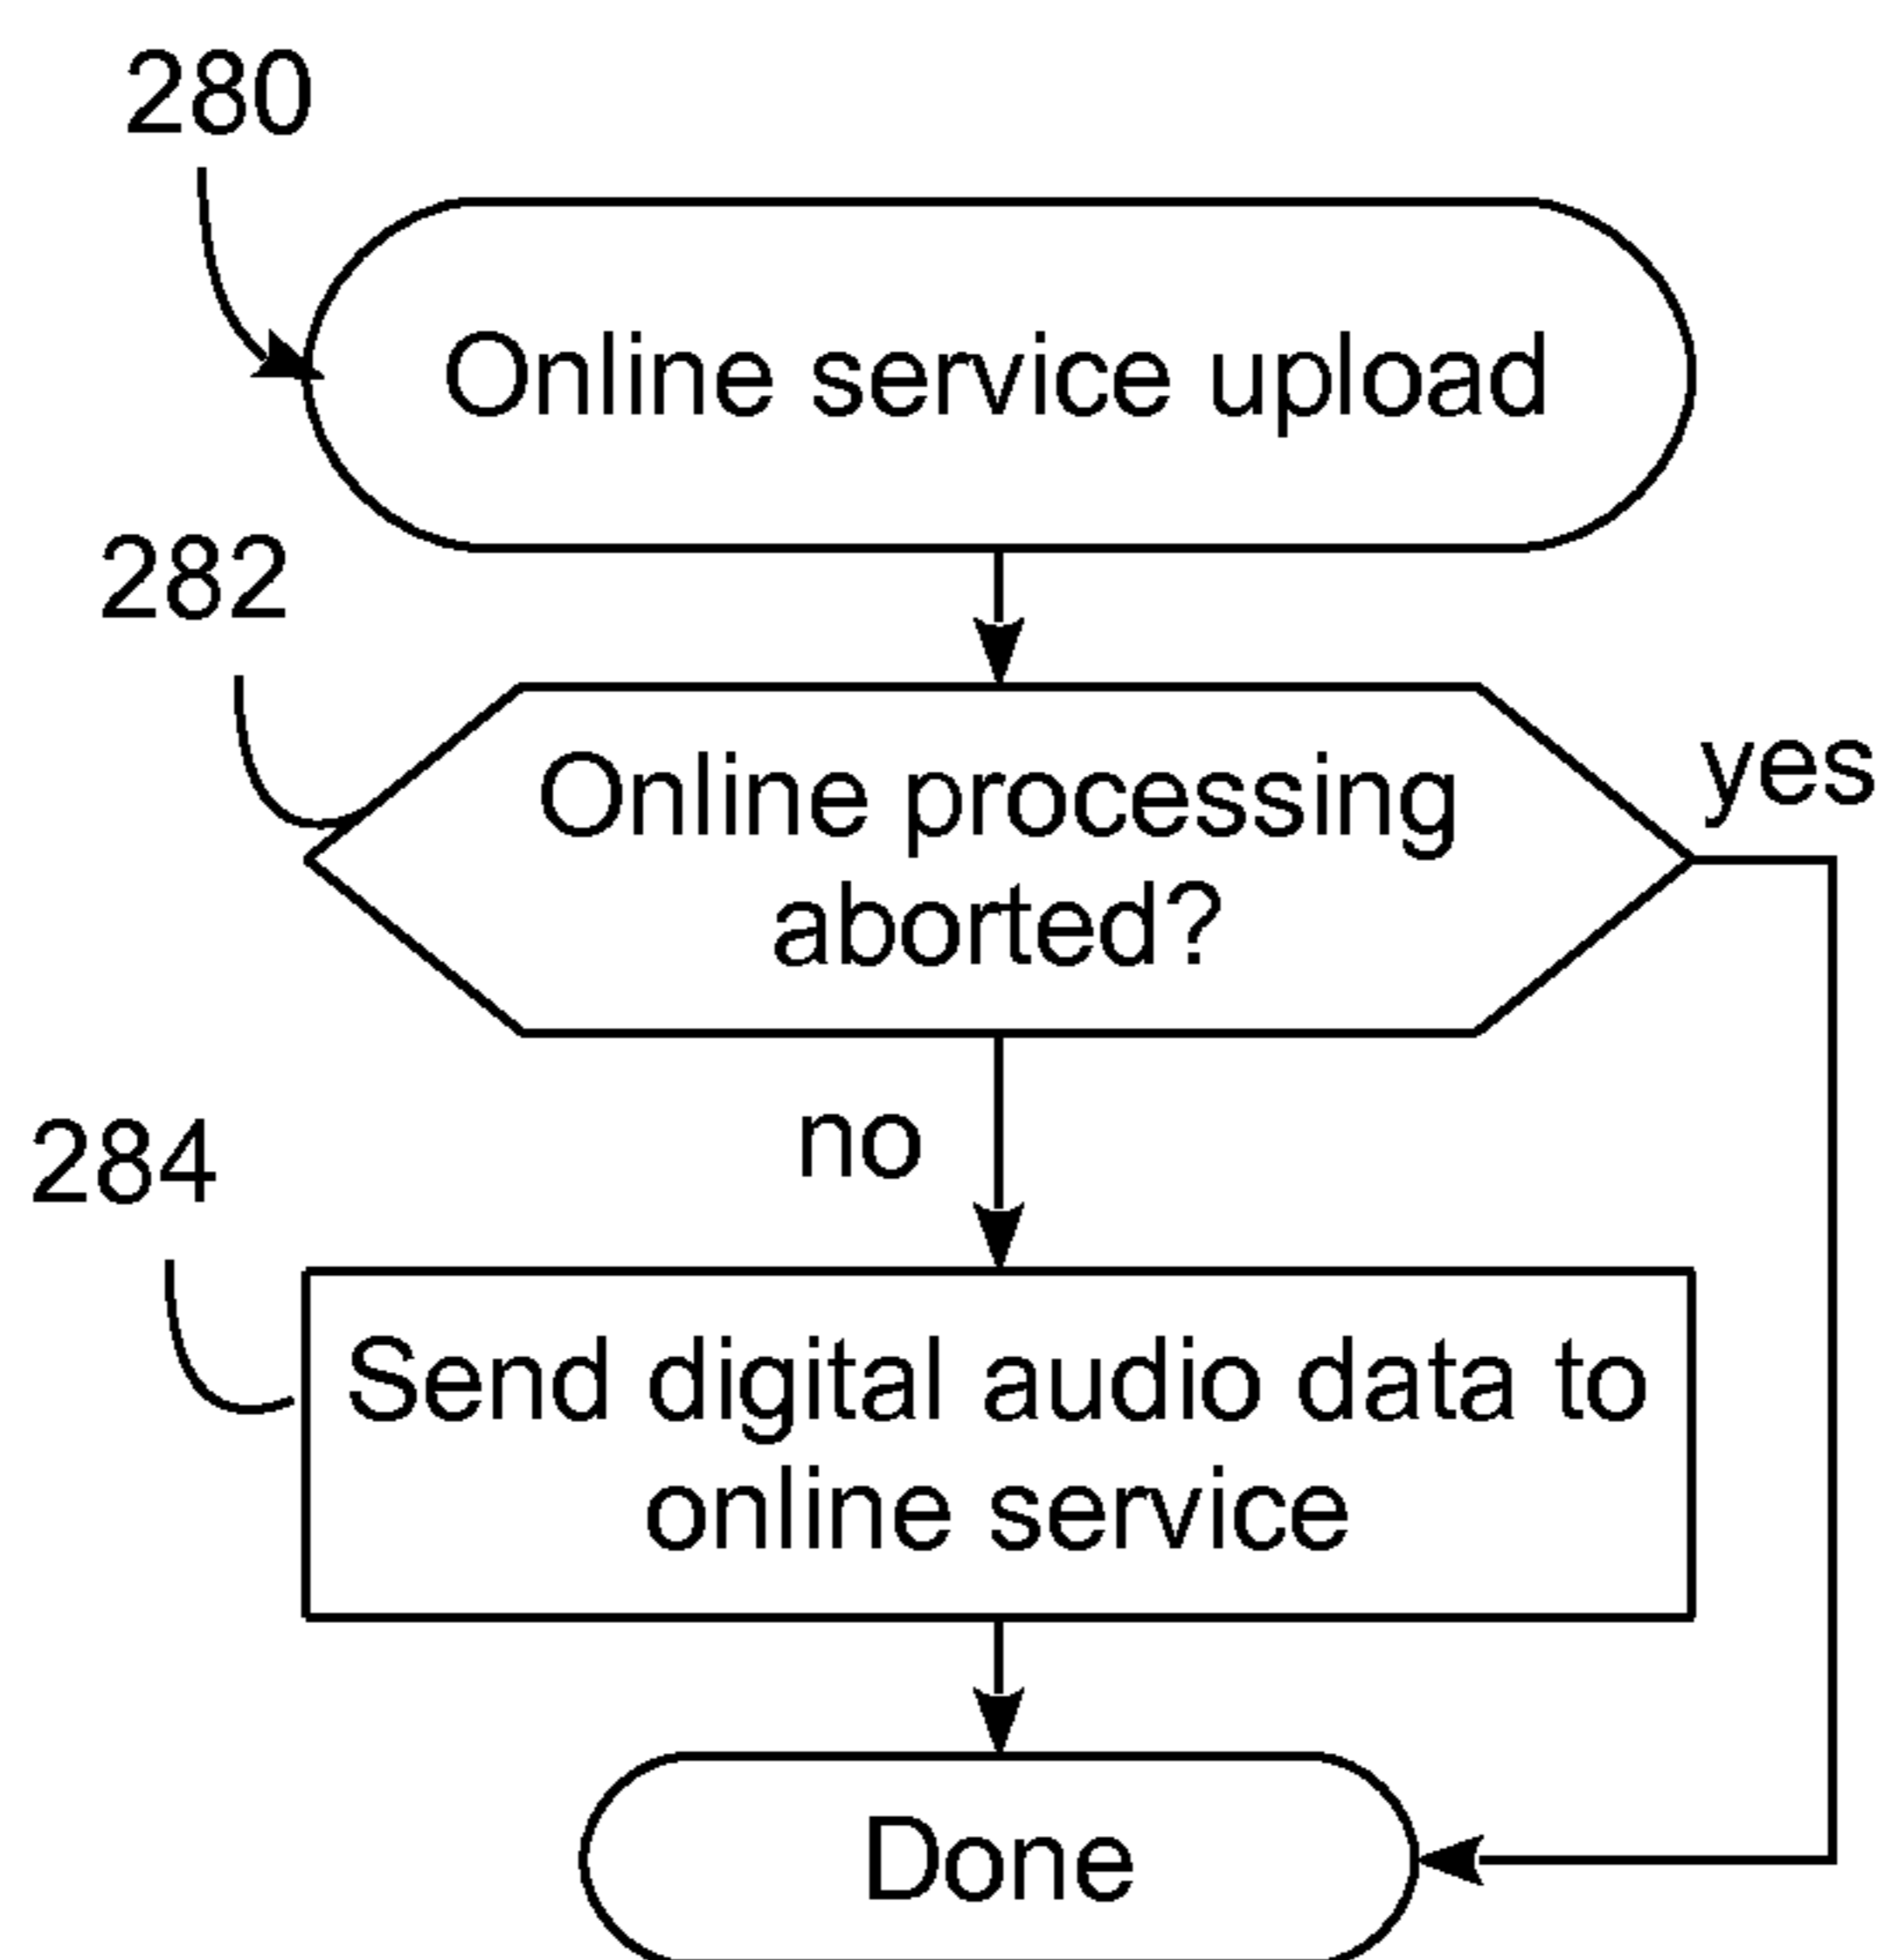 280
Online service upload
282
Online processing
aborted?
yes
no
284
Send digital audio data to
online service
Done